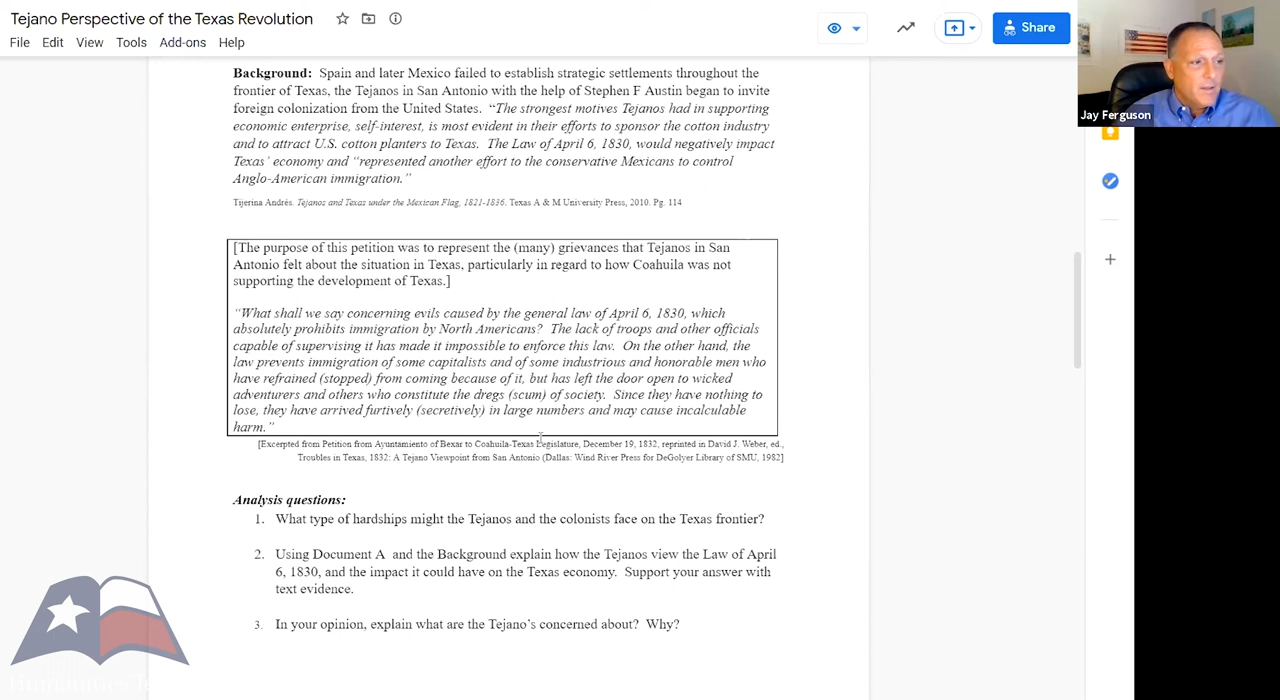 Tejano Perspective of the Texas Revolution
File Edit View Tools Add-ons Help
Share
Jay Ferguson
Background: Spain and later Mexico failed to establish strategic settlements throughout the
frontier of Texas, the Tejanos in San Antonio with the help of Stephen F Austin began to invite
foreign colonization from the United States. “The strongest motives Tejanos had in supporting
economic enterprise, self-interest, is most evident in their efforts to sponsor the cotton industry
and to attract U.S. cotton planters to Texas. The Law of April 6, 1830, would negatively impact
Texas’ economy and “represented another effort to the conservative Mexicans to control
Anglo-American immigration.”
Tijerina Andrés. Tejanos and Texas under the Mexican Flag, 1821-1836. Texas A & M University Press, 2010. Pg. 114
[The purpose of this petition was to represent the (many) grievances that Tejanos in San
Antonio felt about the situation in Texas, particularly in regard to how Coahuila was not
supporting the development of Texas.]
“What shall we say concerning evils caused by the general law of April 6, 1830, which
absolutely prohibits immigration by North Americans? The lack of troops and other officials
capable of supervising it has made it impossible to enforce this law. On the other hand, the
law prevents immigration of some capitalists and of some industrious and honorable men who
have refrained (stopped) from coming because of it, but has left the door open to wicked
adventurers and others who constitute the dregs (scum) of society. Since they have nothing to
lose, they have arrived furtively (secretively) in large numbers and may cause incalculable
harm.”
[Excerpted from Petition from Ayuntamiento of Bexar to Coahuila-Texas Legislature, December 19, 1832, reprinted in David J. Weber, ed.,
Troubles in Texas, 1832: A Tejano Viewpoint from San Antonio (Dallas: Wind River Press for DeGolyer Library of SMU, 1982]
Analysis questions:
1. What type of hardships might the Tejanos and the colonists face on the Texas frontier?
2. Using Document A and the Background explain how the Tejanos view the Law of April
6, 1830, and the impact it could have on the Texas economy. Support your answer with
text evidence.
3. In your opinion, explain what are the Tejano’s concerned about? Why?